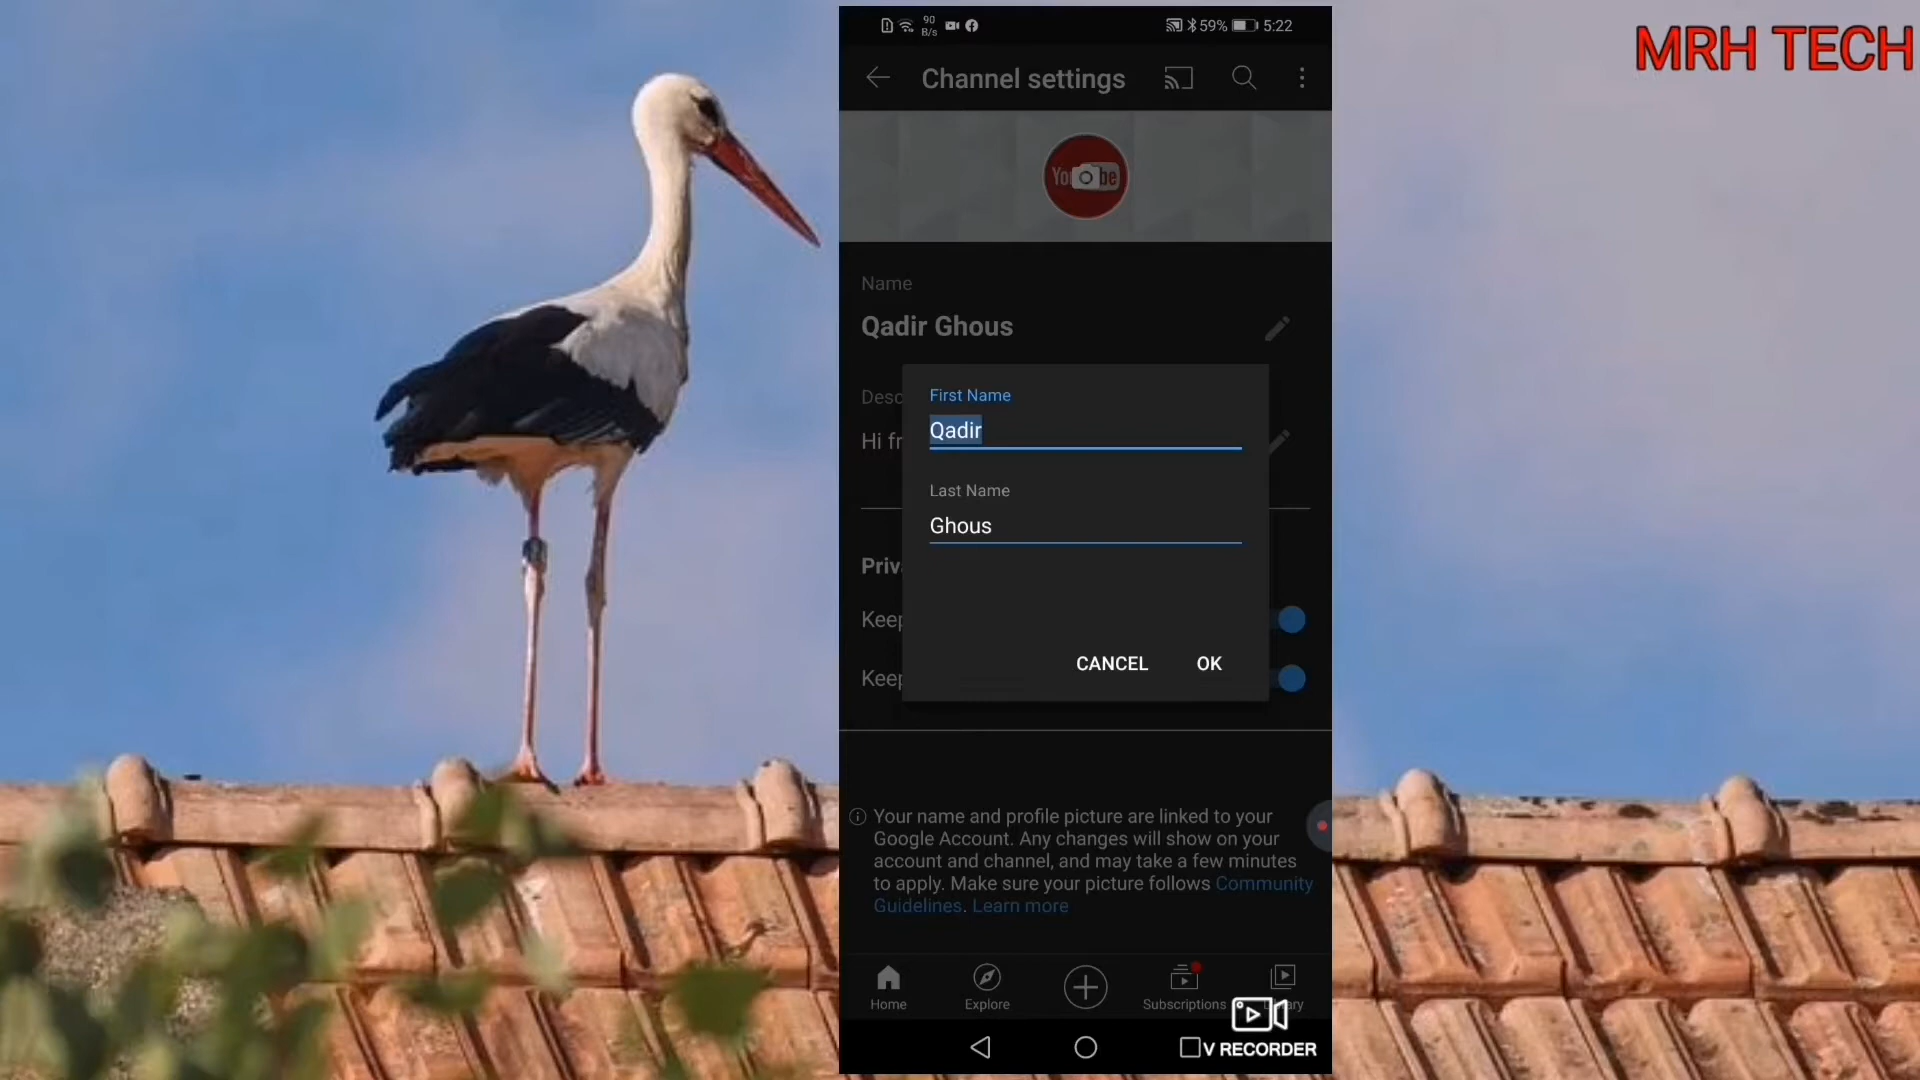 MRH TECH
90
B/s
59%
5:22
Channel settings
Name
Qadir Ghous
Desc
Hi fr
First Name
Qadir
Last Name
Ghous
Priv
Keep
Keep
CANCEL
OK
Your name and profile picture are linked to your
Google Account. Any changes will show on your
account and channel, and may take a few minutes
to apply. Make sure your picture follows Community
Guidelines. Learn more
Home
Explore
Subscriptions
V RECORDER